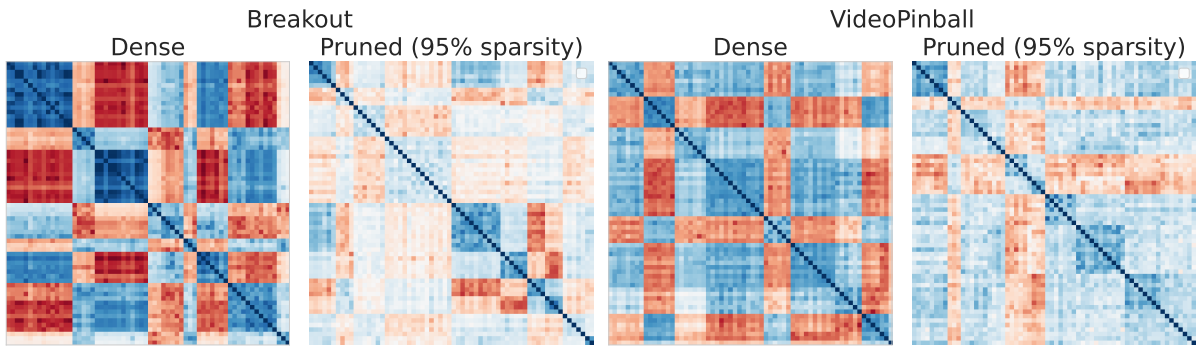 Breakout
VideoPinball
Dense
Pruned (95% sparsity)
Dense
Pruned (95% sparsity)